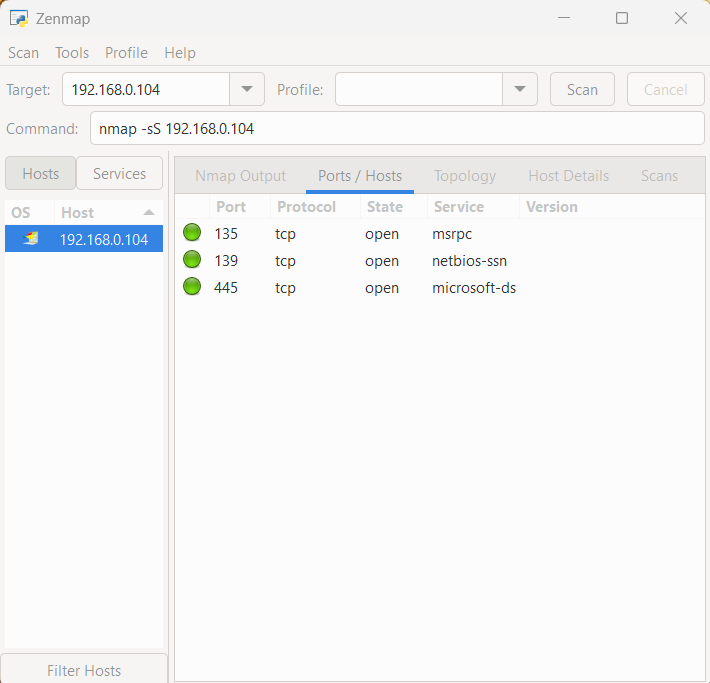 Zenmap
Scan Tools Profile Help
Target: 192.168.0.104 Profile: Scan Cancel
Command: nmap -sS 192.168.0.104
Hosts Services Nmap Output Ports / Hosts Topology Host Details Scans
OS Host Port Protocol State Service Version
192.168.0.104
135 tcp open msrpc
139 tcp open netbios-ssn
445 tcp open microsoft-ds
Filter Hosts